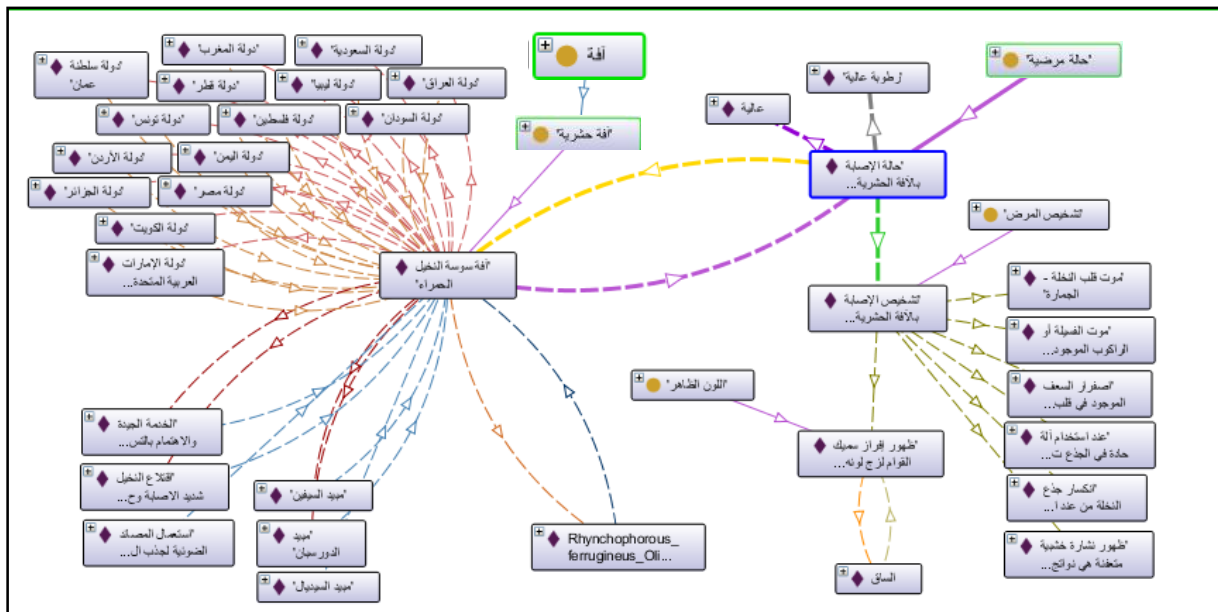 "دولة المغرب"
"دولة السعودية"
"دولة سلطنة
عمان"
"دولة قطر"
"دولة ليبيا"
"دولة العراق"
"دولة تونس"
"دولة فلسطين"
"دولة السودان"
"دولة الأردن"
"دولة اليمن"
"دولة الجزائر"
"دولة مصر"
"دولة الكويت"
"دولة الإمارات
العربية المتحدة...
آفة
"آفة حشرية"
"آفة سوسة النخيل
الحمراء"
"حالة مرضية"
"رطوبة عالية"
عالية
"حالة الإصابة
بالآفة الحشرية...
"تشخيص المرض"
"تشخيص الإصابة
بالآفة الحشرية...
"موت قلب النخلة -
الجمارة"
"موت الفسيلة أو
الراكوب الموجود...
"اصفرار السعف
الموجود في قلب...
"عند استخدام آلة
حادة في الجذع ت...
"انكسار جذع
النخلة من عند ا...
"ظهور نشارة خشبية
متعفنة هي نواتج...
"اللون الظاهر"
"ظهور إفراز سميك
القوام لزج لونه...
الساق
"الخدمة الجيدة
والاهتمام بالتس...
"اقتلاع النخيل
شديد الاصابة وح...
"استعمال المصائد
الضوئية لجذب ال...
"مبيد السيفين"
"مبيد
الدورسبان"
"مبيد السيديال"
Rhynchophorous_
ferrugineus_Oli...